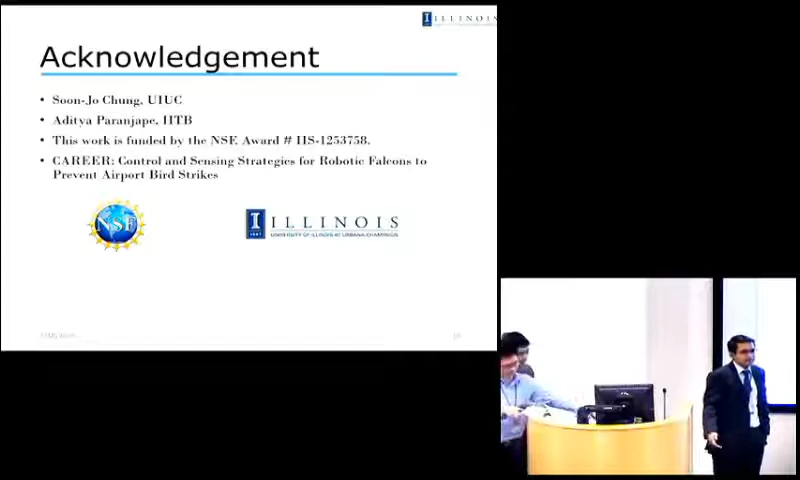 ILLINOIS
Acknowledgement
• Soon-Jo Chung, UIUC
• Aditya Paranjape, IITB
• This work is funded by the NSF Award # IIS-1253758.
• CAREER: Control and Sensing Strategies for Robotic Falcons to
Prevent Airport Bird Strikes
NSF
ILLINOIS
UNIVERSITY OF ILLINOIS AT URBANA-CHAMPAIGN